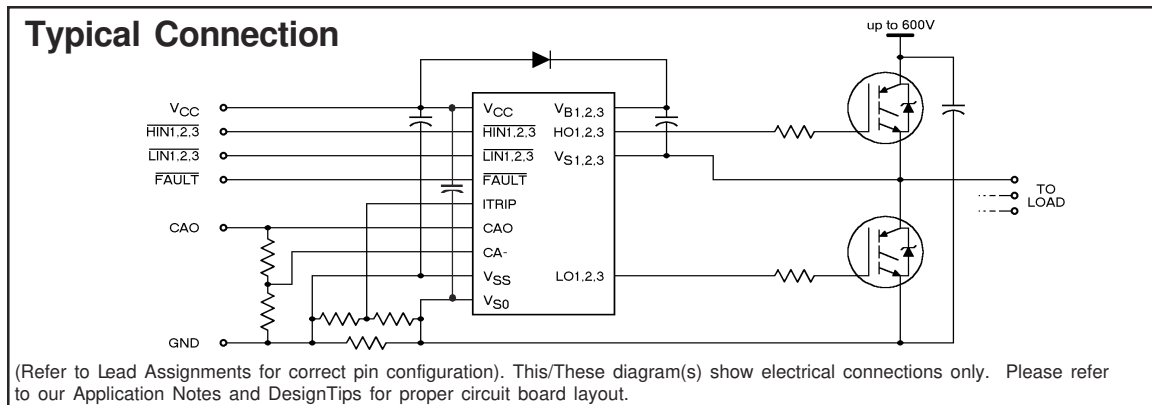 Typical Connection
up to 600V
VCC
HIN1,2,3
LIN1,2,3
FAULT
CAO
GND
VCC
HIN1,2,3
LIN1,2,3
FAULT
ITRIP
CAO
CA-
VSS
VS0
VB1,2,3
HO1,2,3
VS1,2,3
LO1,2,3
TO
LOAD
(Refer to Lead Assignments for correct pin configuration). This/These diagram(s) show electrical connections only. Please refer
to our Application Notes and DesignTips for proper circuit board layout.